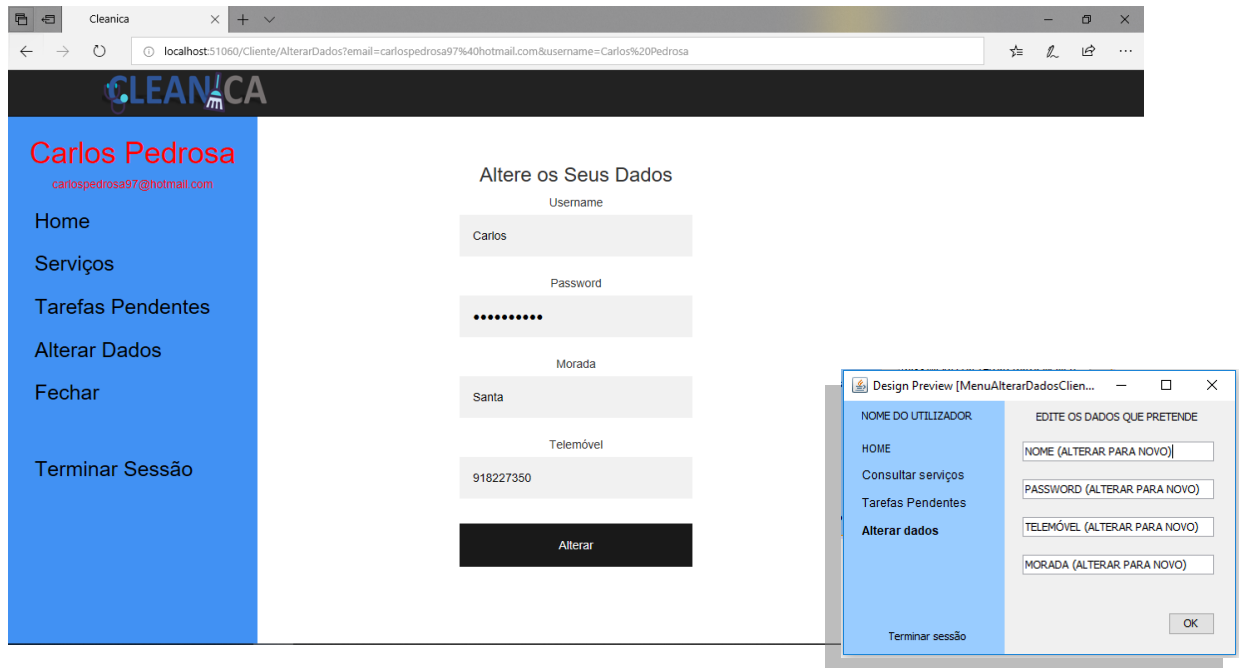 Cleanica
localhost:51060/Cliente/AlterarDados?email=carlospedrosa97%40hotmail.com&username=Carlos%20Pedrosa
CLEANICA
Carlos Pedrosa
carlospedrosa97@hotmail.com
Home
Serviços
Tarefas Pendentes
Alterar Dados
Fechar
Terminar Sessão
Altere os Seus Dados
Username
Carlos
Password
••••••••••
Morada
Santa
Telemóvel
918227350
Alterar
Design Preview [MenuAlterarDadosClien...
NOME DO UTILIZADOR
HOME
Consultar serviços
Tarefas Pendentes
Alterar dados
Terminar sessão
EDITE OS DADOS QUE PRETENDE
NOME (ALTERAR PARA NOVO)
PASSWORD (ALTERAR PARA NOVO)
TELEMÓVEL (ALTERAR PARA NOVO)
MORADA (ALTERAR PARA NOVO)
OK